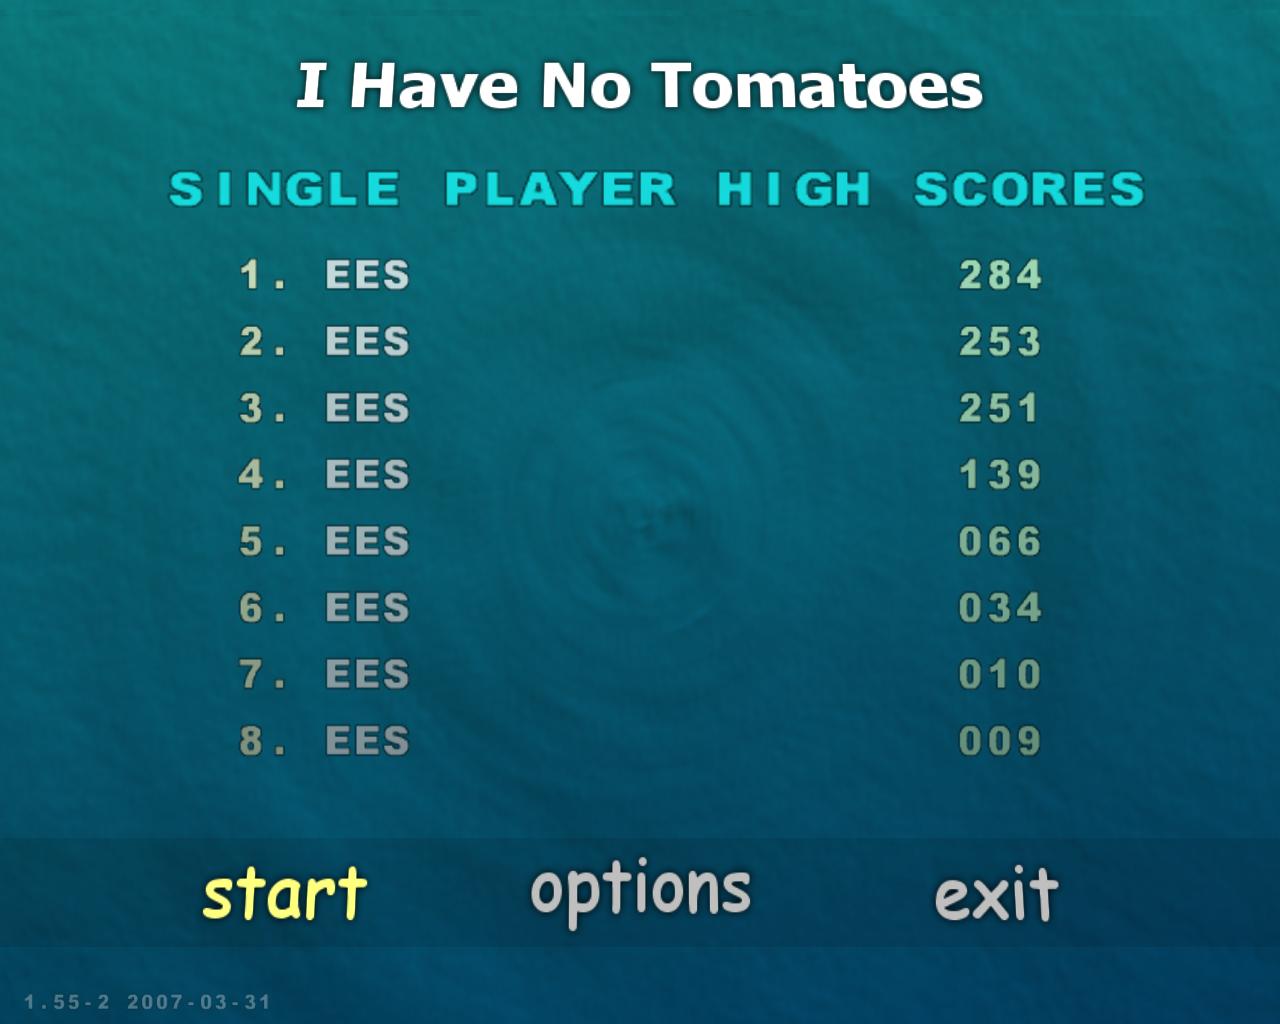 I Have No Tomatoes
SINGLE PLAYER HIGH SCORES
1. EES 284
2. EES 253
3. EES 251
4. EES 139
5. EES 066
6. EES 034
7. EES 010
8. EES 009
start options exit
1.55-2 2007-03-31